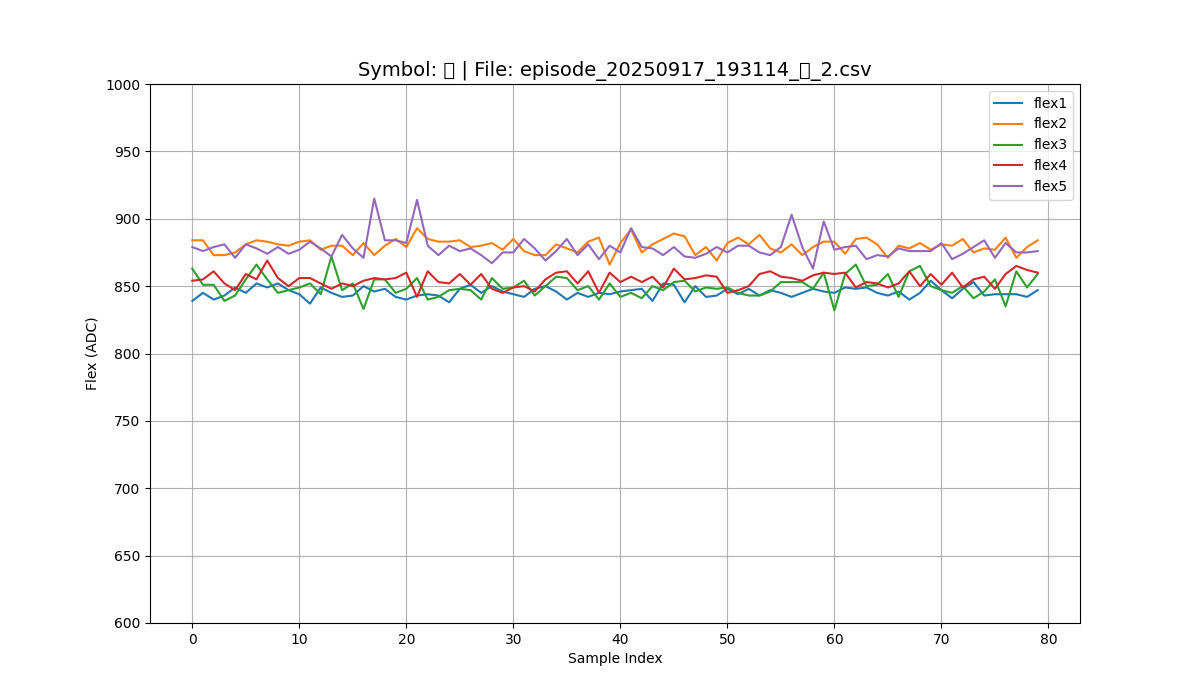 Symbol: | File: episode_20250917_193114_ _2.csv
1000
950
900
850
800
750
700
650
600
Flex (ADC)
0 10 20 30 40 50 60 70 80
Sample Index
flex1
flex2
flex3
flex4
flex5